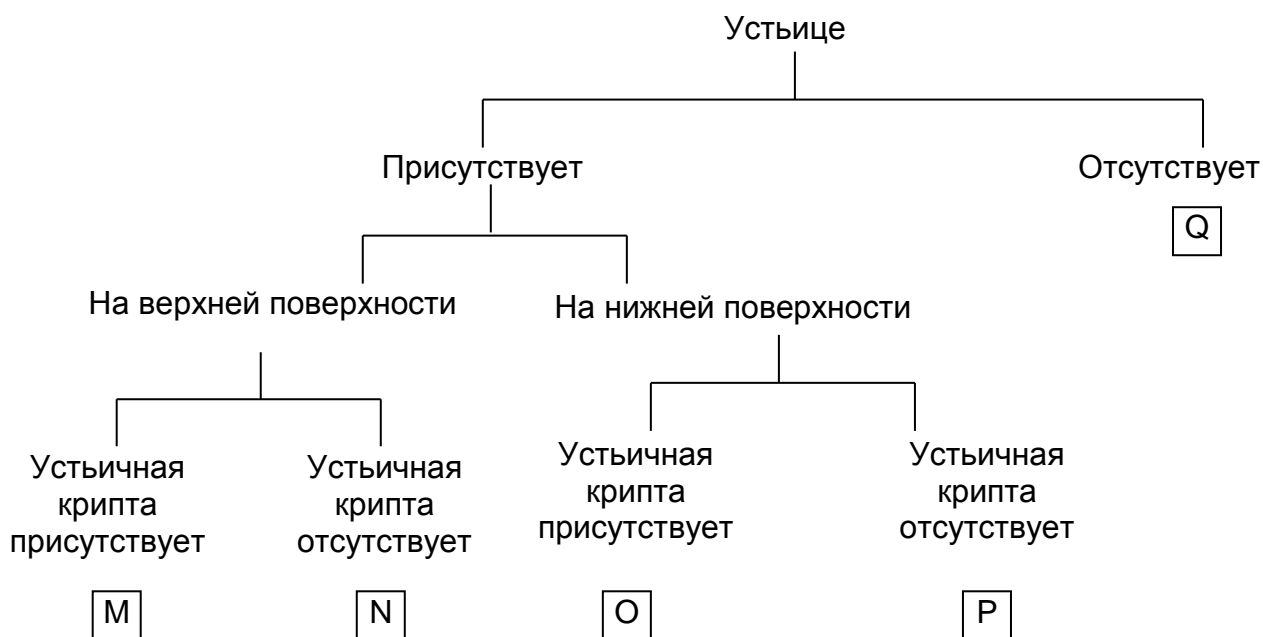 Устьице
Присутствует
Отсутствует
Q
На верхней поверхности
На нижней поверхности
Устьичная
крипта
присутствует
Устьичная
крипта
отсутствует
Устьичная
крипта
присутствует
Устьичная
крипта
отсутствует
M
N
O
P